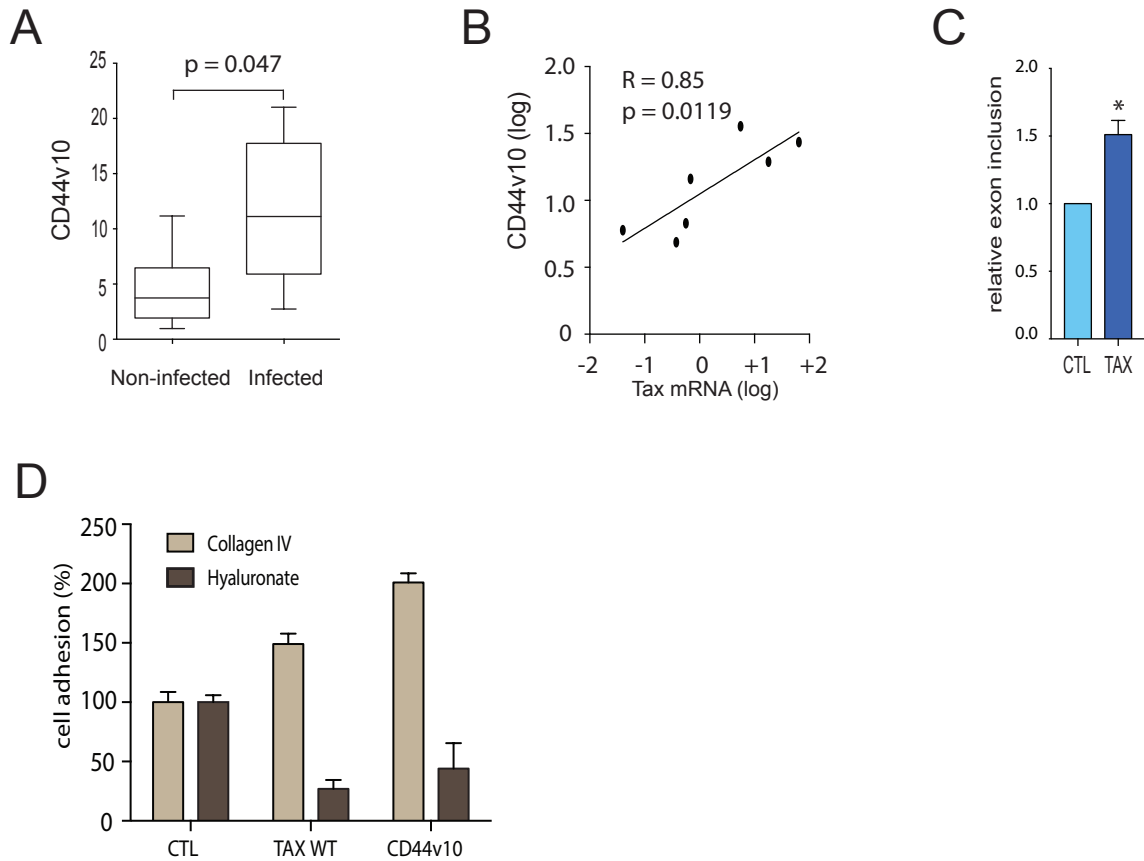 A
p = 0.047
25
20
15
10
5
0
CD44v10
Non-infected Infected
B
R = 0.85
p = 0.0119
2.0
1.5
1.0
0.5
0
CD44v10 (log)
-2 -1 0 +1 +2
Tax mRNA (log)
C
2.0
1.5
1.0
0.5
0.0
relative exon inclusion
*
CTL TAX
D
250
200
150
100
50
0
cell adhesion (%)
Collagen IV
Hyaluronate
CTL TAX WT CD44v10